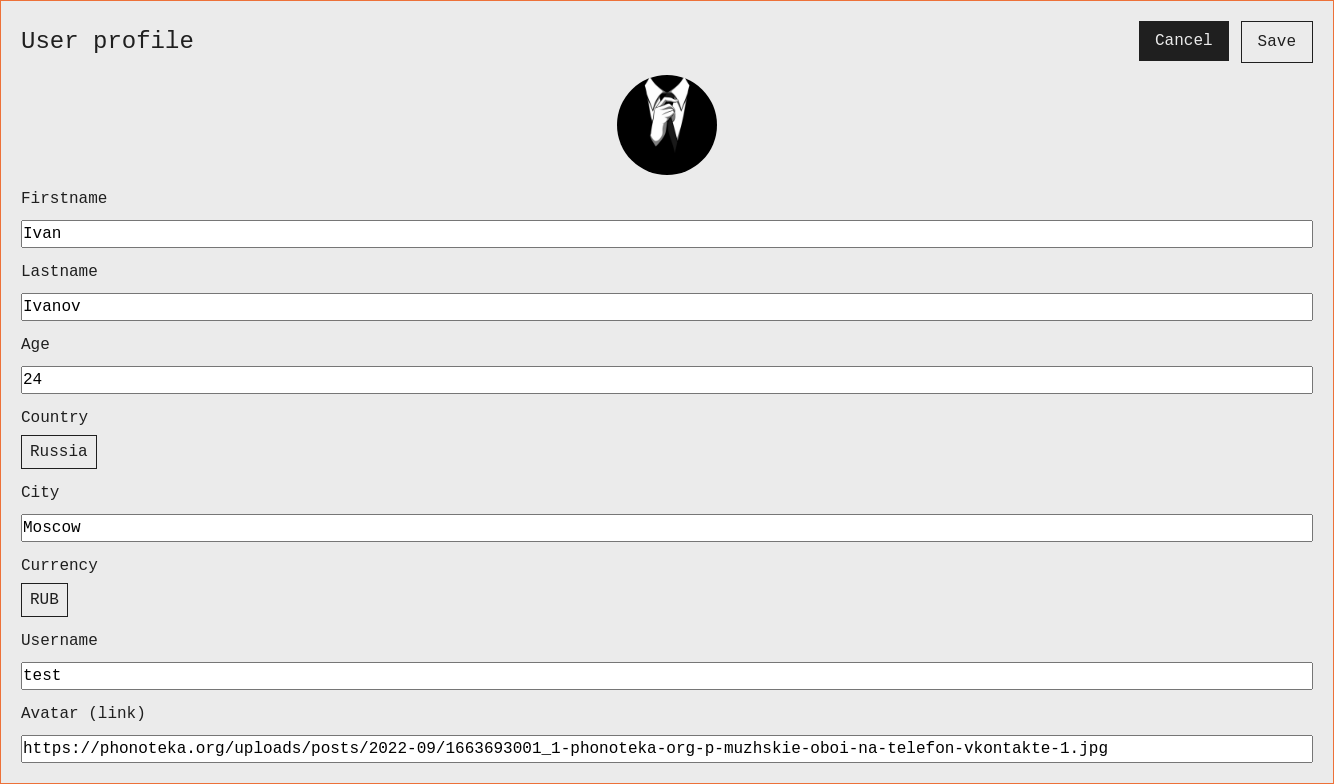 User profile
Cancel
Save
Firstname
Ivan
Lastname
Ivanov
Age
24
Country
Russia
City
Moscow
Currency
RUB
Username
test
Avatar (link)
https://phonoteka.org/uploads/posts/2022-09/1663693001_1-phonoteka-org-p-muzhskie-oboi-na-telefon-vkontakte-1.jpg